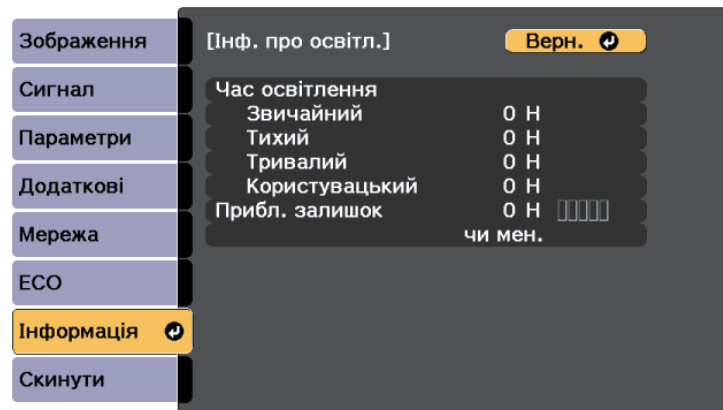 Зображення
Сигнал
Параметри
Додаткові
Мережа
ECO
Інформація
Скинути
[Інф. про освітл.] Верн.
Час освітлення
Звичайний 0 H
Тихий 0 H
Тривалий 0 H
Користувацький 0 H
Прибл. залишок 0 H
чи мен.